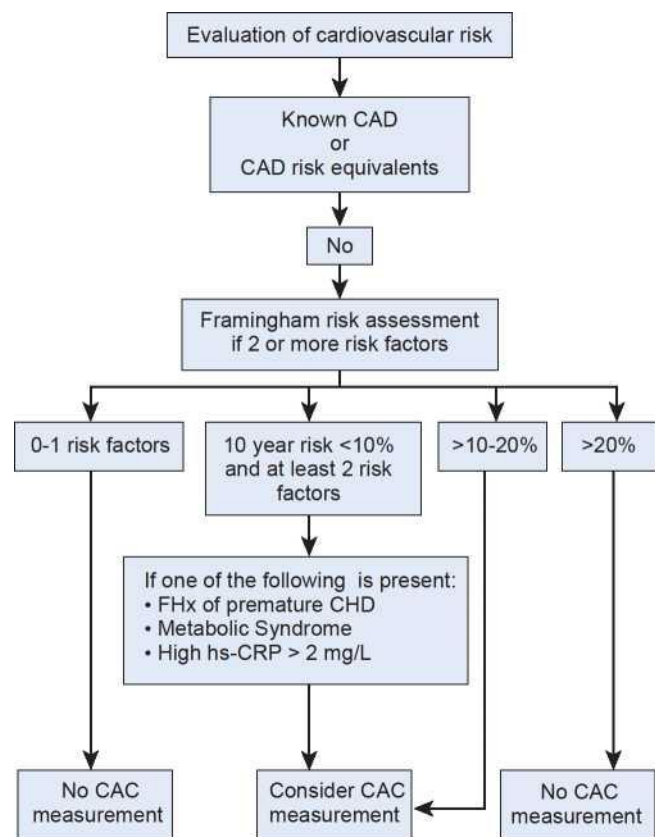 Evaluation of cardiovascular risk
Known CAD
or
CAD risk equivalents
No
Framingham risk assessment
if 2 or more risk factors
0-1 risk factors
10 year risk <10%
and at least 2 risk
factors
>10-20%
>20%
If one of the following is present:
• FHx of premature CHD
• Metabolic Syndrome
• High hs-CRP > 2 mg/L
No CAC
measurement
Consider CAC
measurement
No CAC
measurement